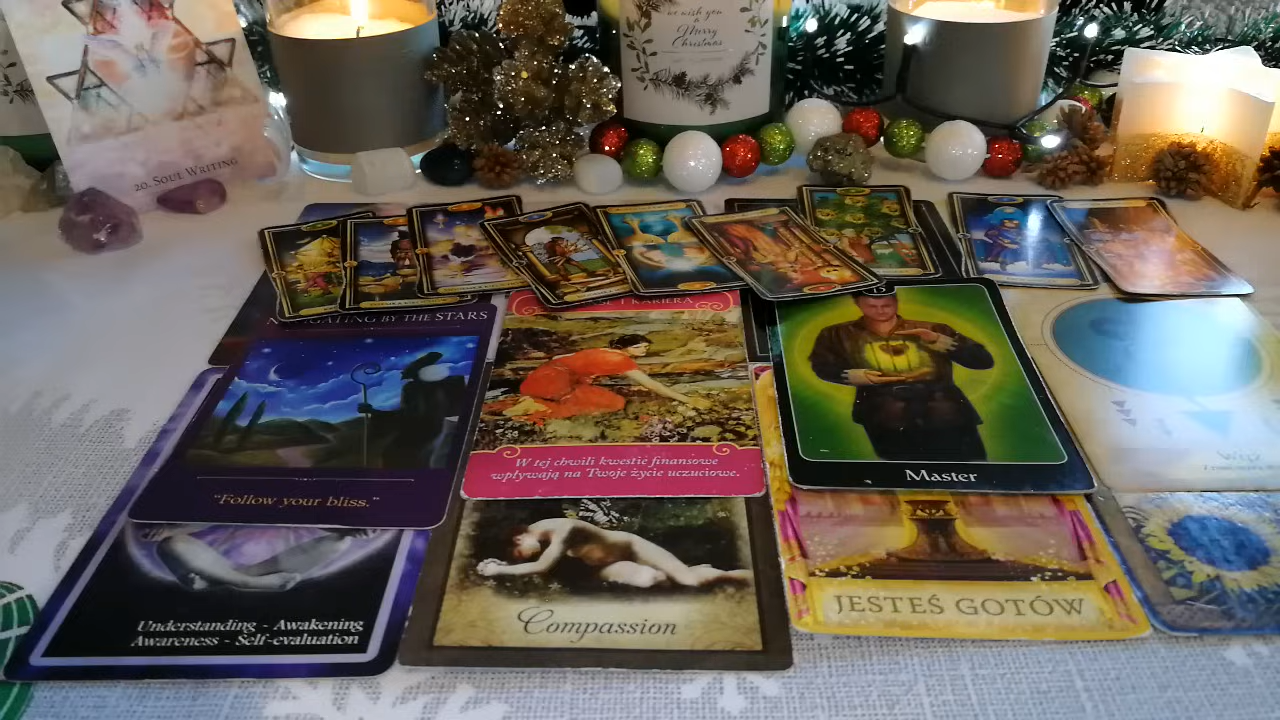 we wish you
a
Merry
Christmas
20. SOUL WRITING
NAVIGATING BY THE STARS
"Follow your bliss."
Understanding - Awakening
Awareness - Self-evaluation
I KARIERA
W tej chwili kwestie finansowe
wpływają na Twoje życie uczuciowe.
Compassion
15
Master
JESTEŚ GOTÓW